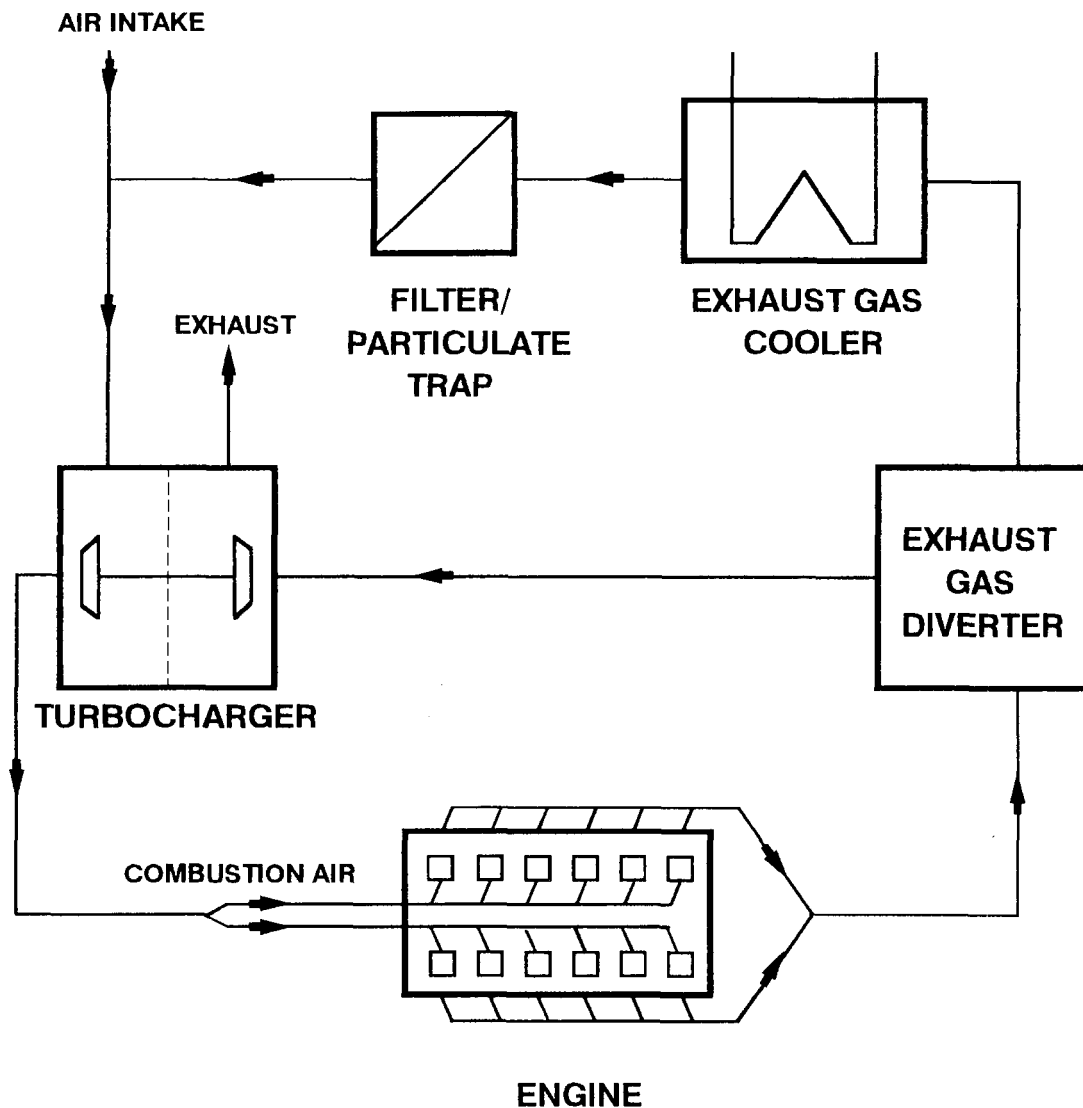 AIR INTAKE
FILTER/
PARTICULATE
TRAP
EXHAUST GAS
COOLER
EXHAUST
TURBOCHARGER
EXHAUST
GAS
DIVERTER
COMBUSTION AIR
ENGINE